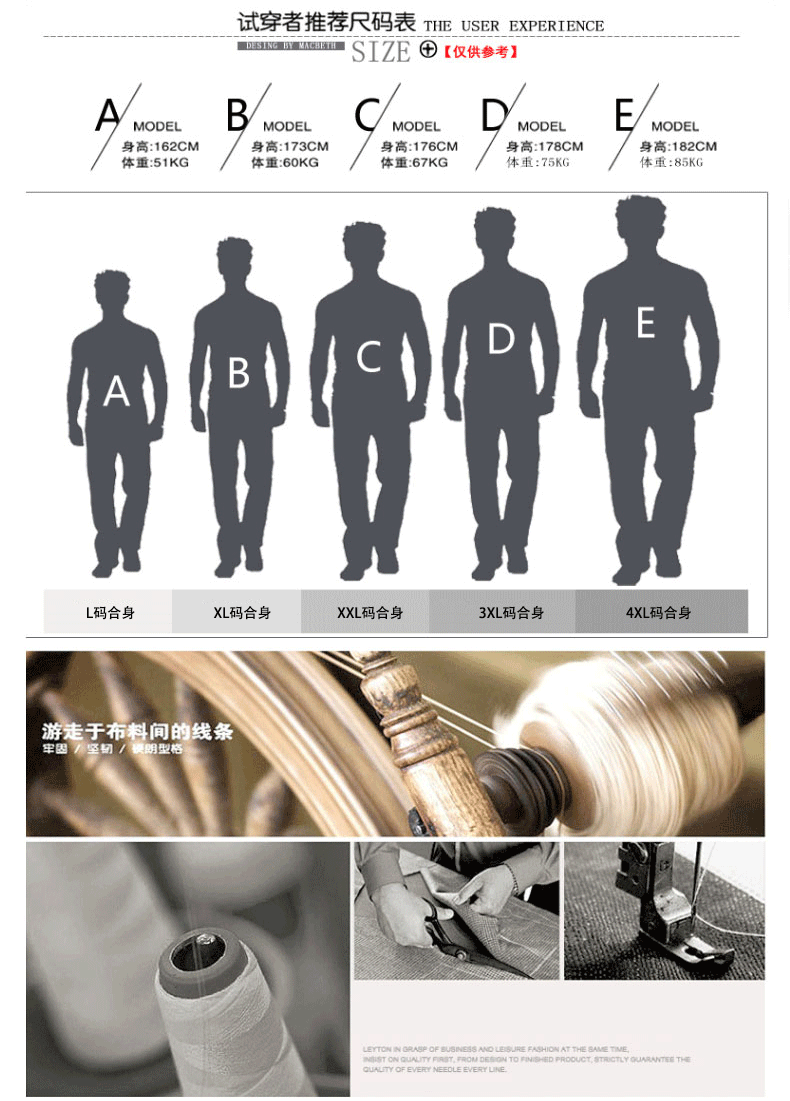 试穿者推荐尺码表 THE USER EXPERIENCE
DESING BY MACBETH SIZE 【仅供参考】
A MODEL
身高:162CM
体重:51KG
B MODEL
身高:173CM
体重:60KG
C MODEL
身高:176CM
体重:67KG
D MODEL
身高:178CM
体重:75KG
E MODEL
身高:182CM
体重:85KG
A
B
C
D
E
L码合身
XL码合身
XXL码合身
3XL码合身
4XL码合身
游走于布料间的线条
牢固 / 坚韧 / 硬朗型格
LEYTON IN GRASP OF BUSINESS AND LEISURE FASHION AT THE SAME TIME,
INSIST ON QUALITY FIRST, FROM DESIGN TO FINISHED PRODUCT, STRICTLY GUARANTEE THE
QUALITY OF EVERY NEEDLE EVERY LINE.